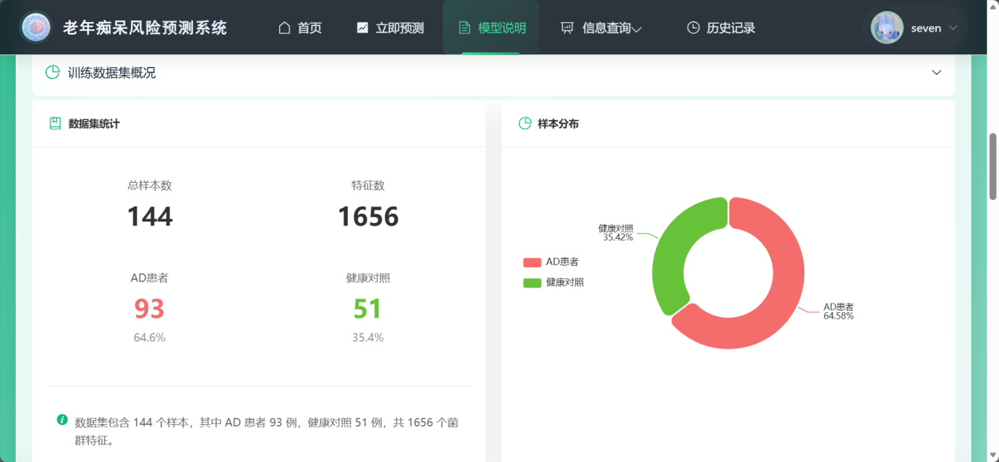 老年痴呆风险预测系统
首页
立即预测
模型说明
信息查询
历史记录
seven
训练数据集概况
数据集统计
总样本数
特征数
144
1656
AD患者
健康对照
93
51
64.6%
35.4%
数据集包含 144 个样本，其中 AD 患者 93 例，健康对照 51 例，共 1656 个菌
群特征。
样本分布
健康对照
35.42%
AD患者
健康对照
AD患者
64.58%